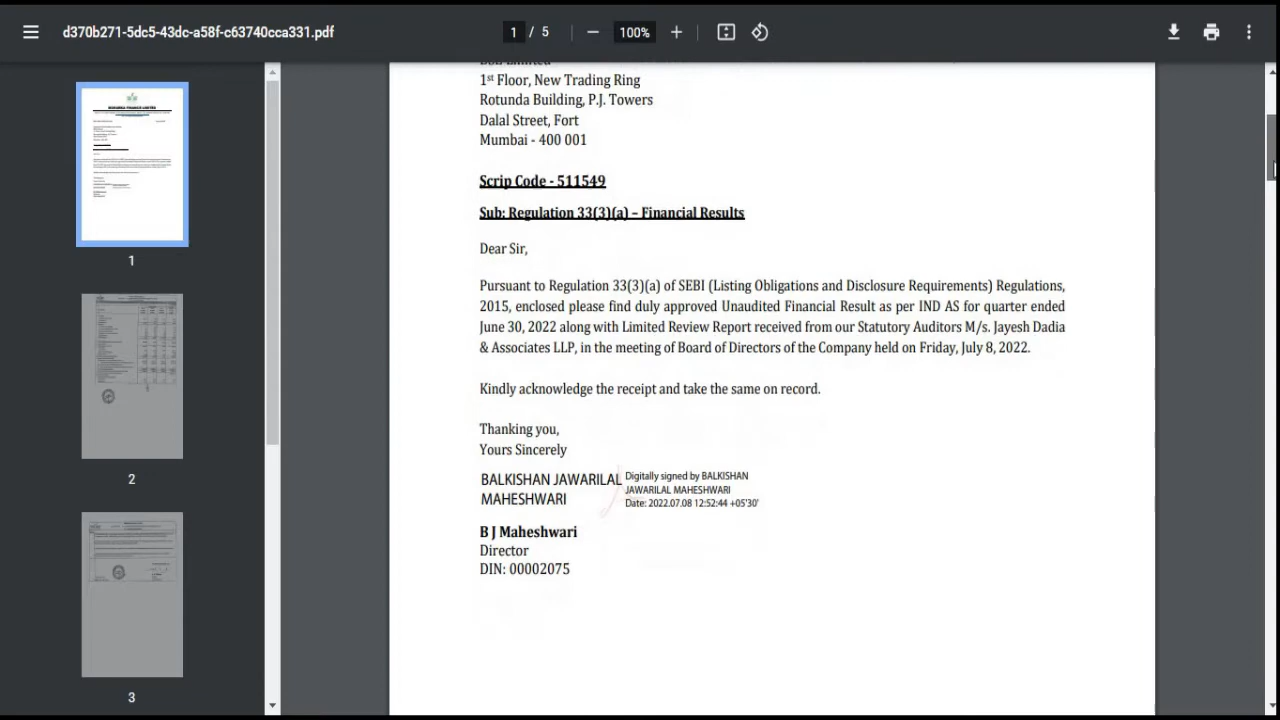 d370b271-5dc5-43dc-a58f-c63740cca331.pdf
1 / 5
100%
1st Floor, New Trading Ring
Rotunda Building, P.J. Towers
Dalal Street, Fort
Mumbai - 400 001
Scrip Code - 511549
Sub: Regulation 33(3)(a) – Financial Results
Dear Sir,
Pursuant to Regulation 33(3)(a) of SEBI (Listing Obligations and Disclosure Requirements) Regulations,
2015, enclosed please find duly approved Unaudited Financial Result as per IND AS for quarter ended
June 30, 2022 along with Limited Review Report received from our Statutory Auditors M/s. Jayesh Dadia
& Associates LLP, in the meeting of Board of Directors of the Company held on Friday, July 8, 2022.
Kindly acknowledge the receipt and take the same on record.
Thanking you,
Yours Sincerely
BALKISHAN JAWARILAL
MAHESHWARI
Digitally signed by BALKISHAN
JAWARILAL MAHESHWARI
Date: 2022.07.08 12:52:44 +05'30'
B J Maheshwari
Director
DIN: 00002075
1
2
3